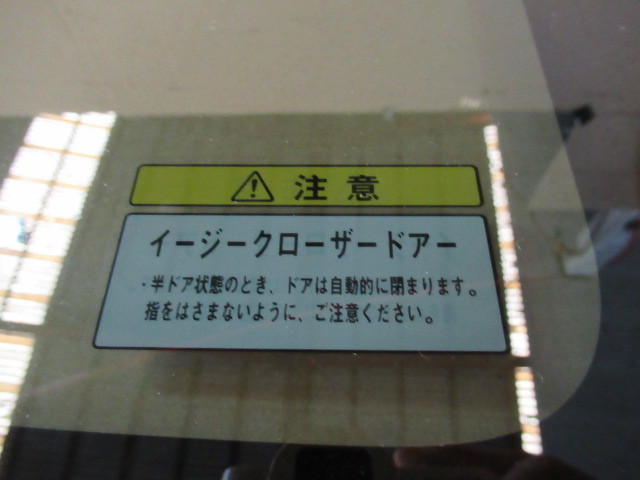 注意
イージークローザードアー
・半ドア状態のとき、ドアは自動的に閉まります。
指をはさまないように、ご注意ください。